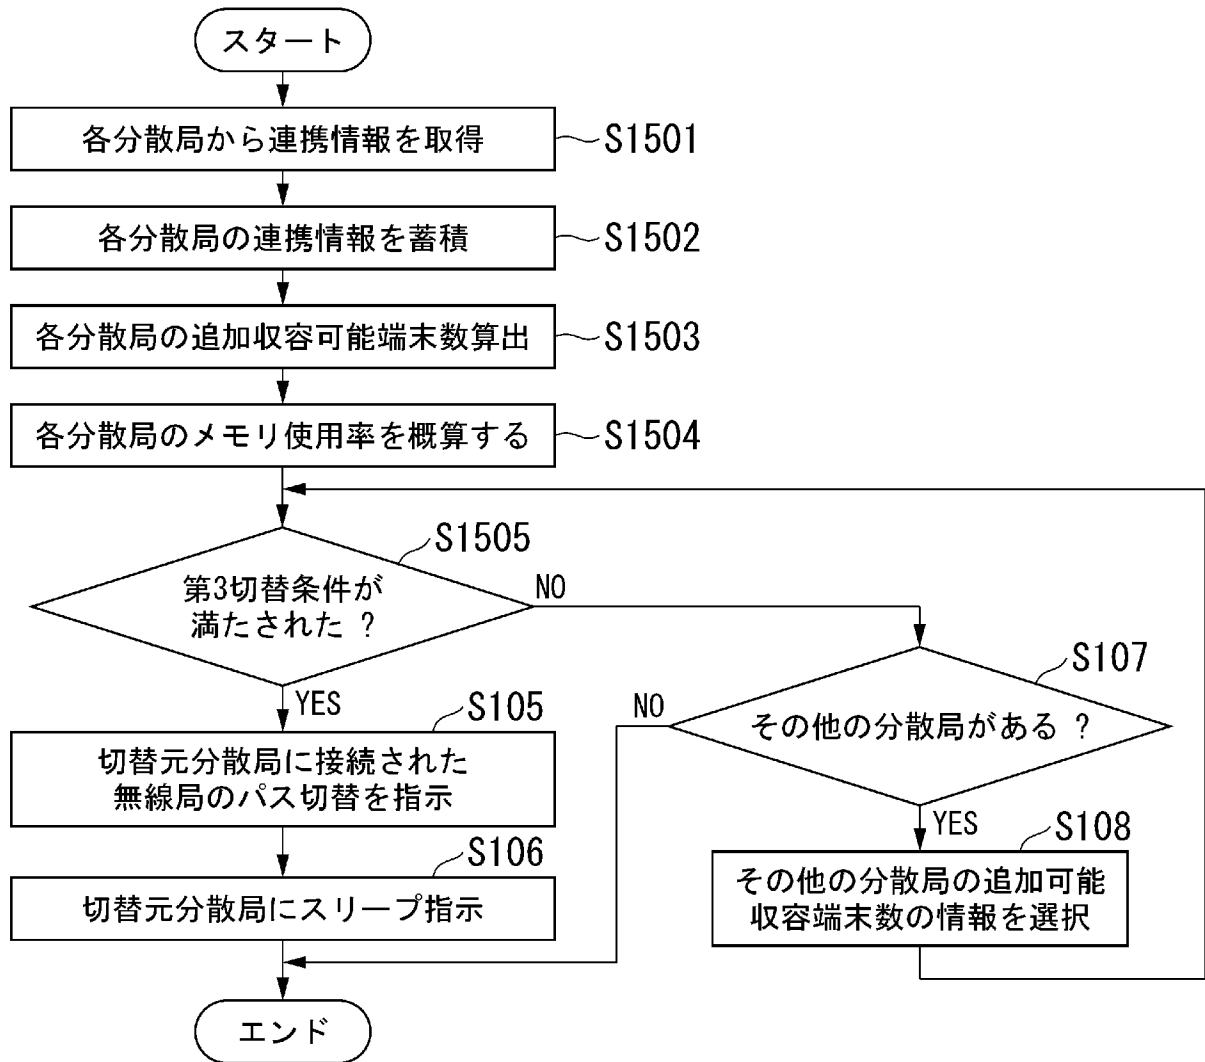 スタート
各分散局から連携情報を取得
S1501
各分散局の連携情報を蓄積
S1502
各分散局の追加収容可能端末数算出
S1503
各分散局のメモリ使用率を概算する
S1504
S1505
第3切替条件が
満たされた ?
NO
YES
S107
その他の分散局がある ?
NO
YES
S105
切替元分散局に接続された
無線局のパス切替を指示
S108
その他の分散局の追加可能
収容端末数の情報を選択
S106
切替元分散局にスリープ指示
エンド